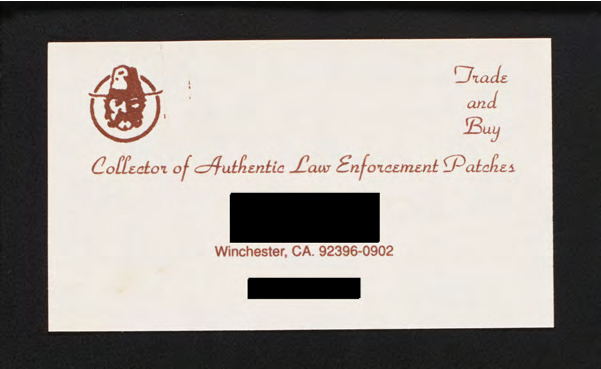 Trade
and
Buy
Collector of Authentic Law Enforcement Patches
Winchester, CA. 92396-0902